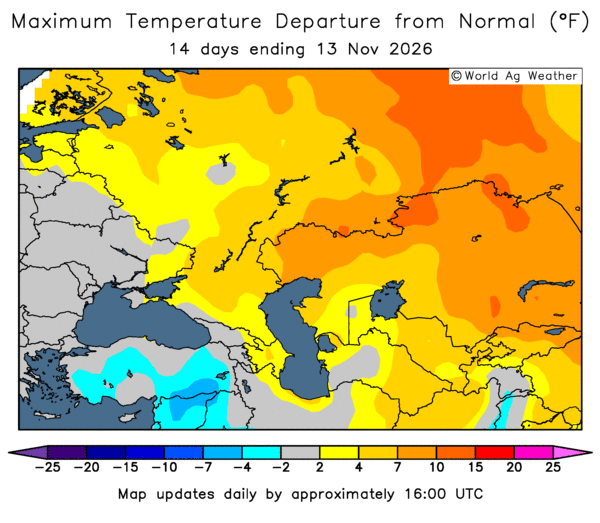 Maximum Temperature Departure from Normal (°F)
14 days ending 13 Nov 2026
©World Ag Weather
-25 -20 -15 -10 -7 -4 -2 2 4 7 10 15 20 25
Map updates daily by approximately 16:00 UTC